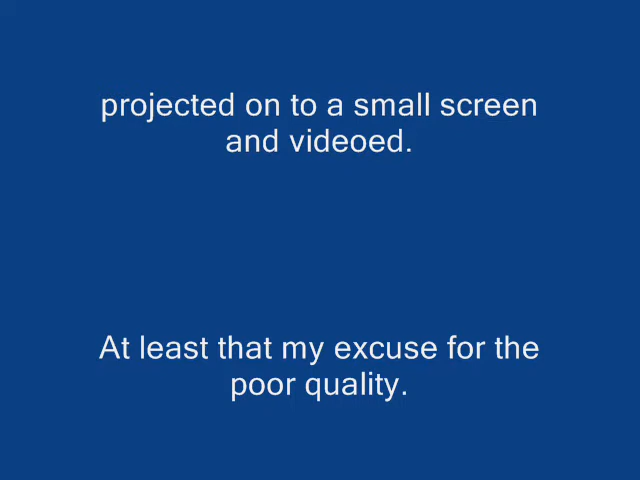 projected on to a small screen
and videoed.
At least that my excuse for the
poor quality.